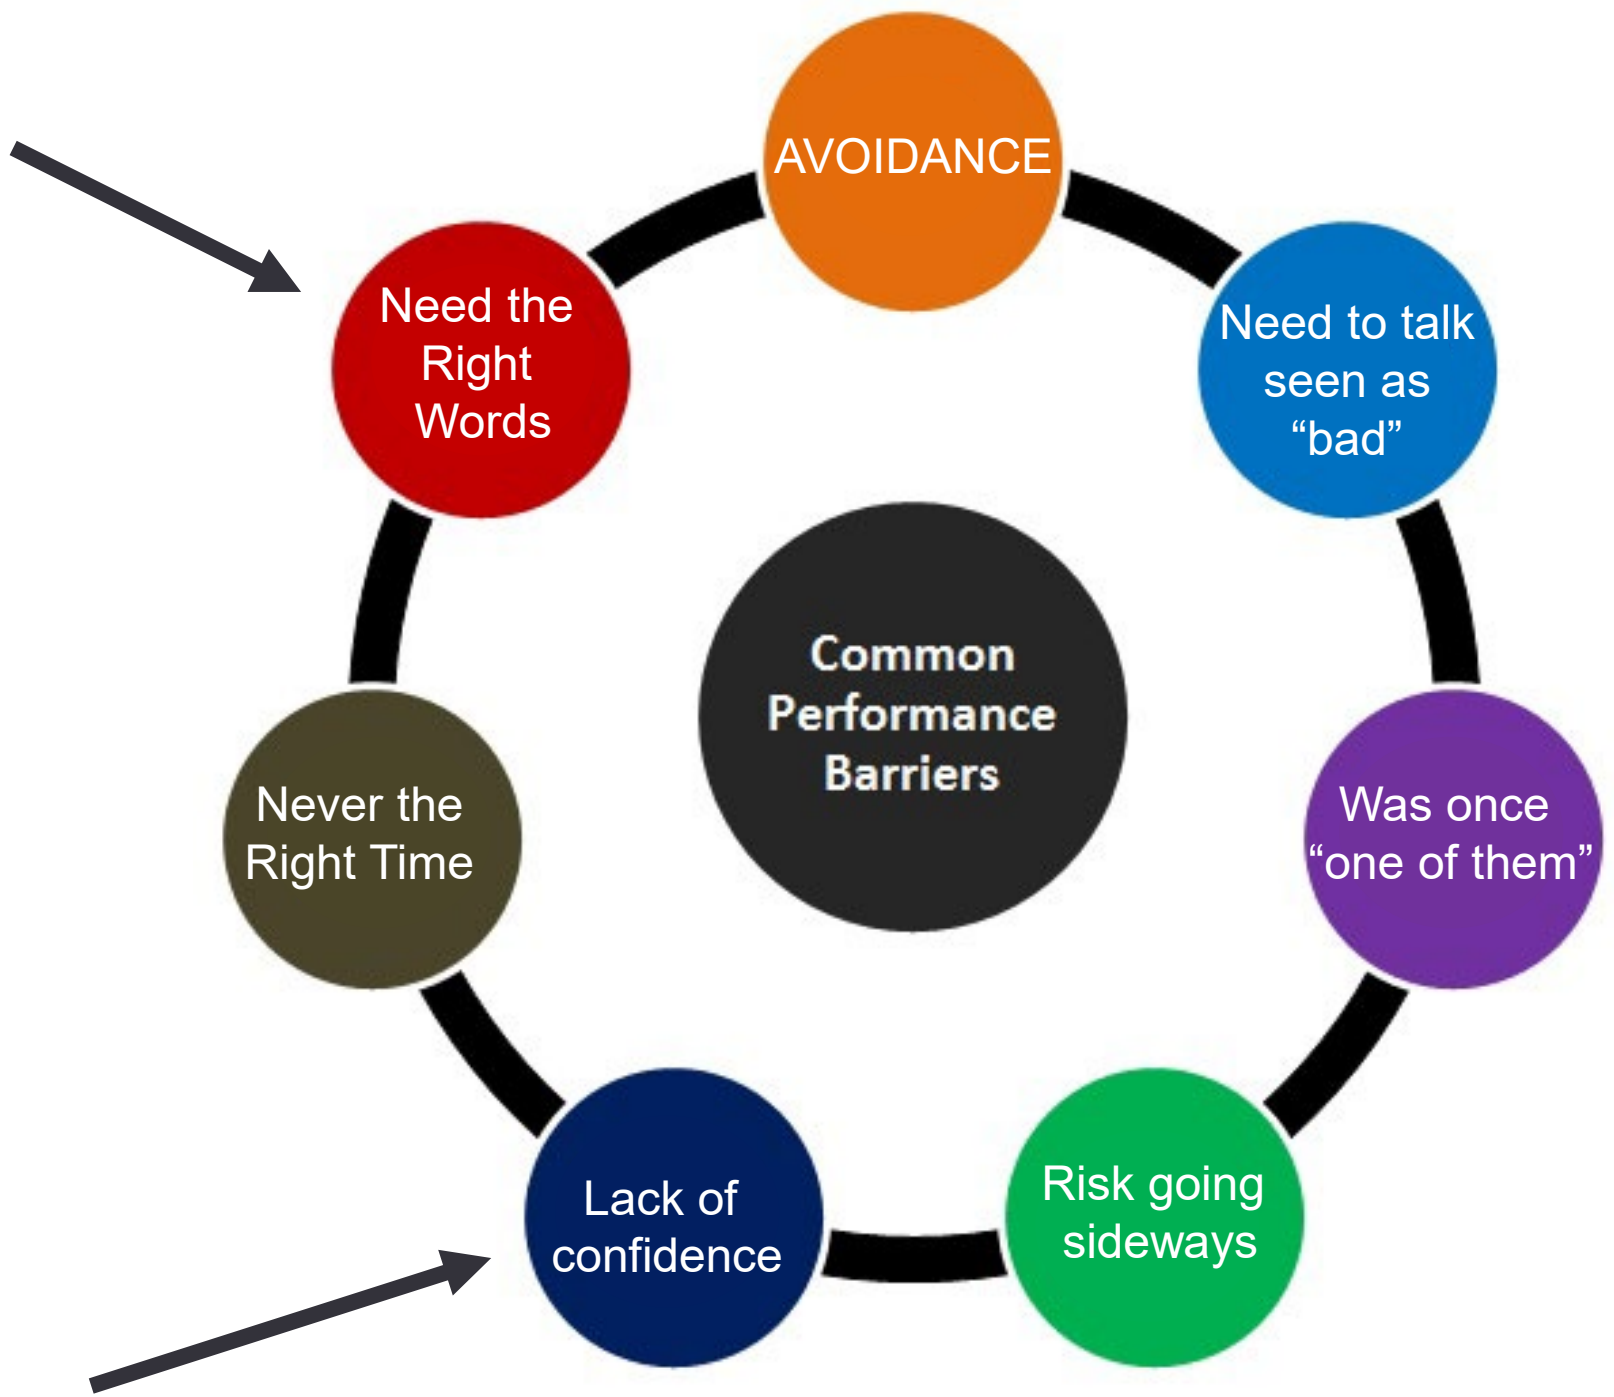 AVOIDANCE
Need to talk
seen as
“bad”
Was once
“one of them”
Risk going
sideways
Lack of
confidence
Never the
Right Time
Need the
Right
Words
Common
Performance
Barriers